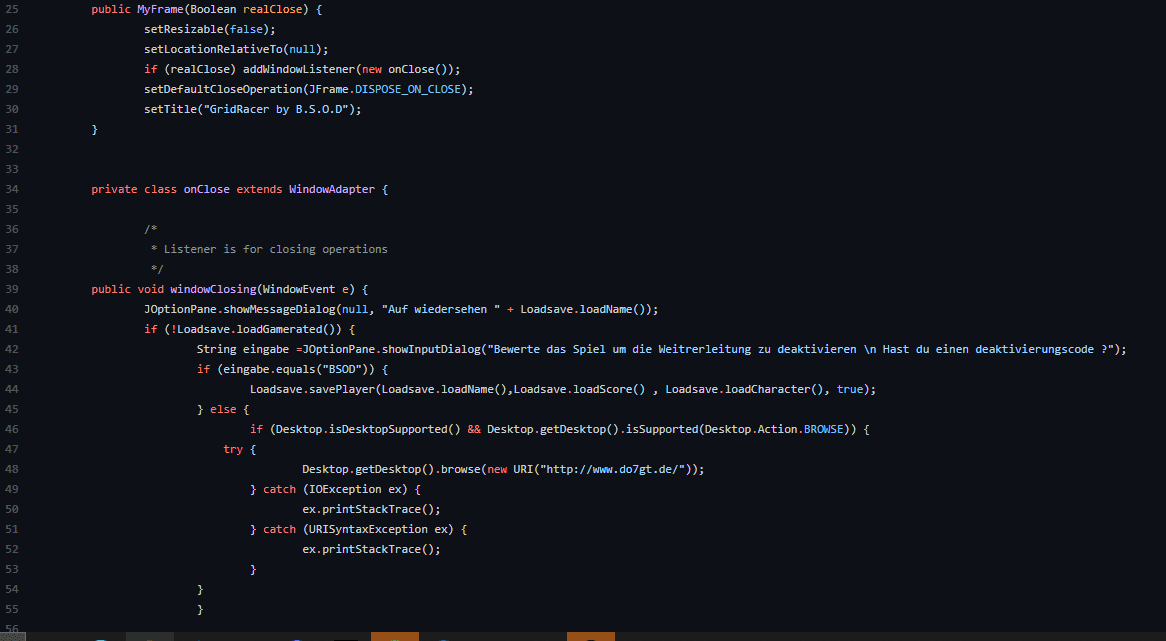 25 public MyFrame(Boolean realClose) {
26 setResizable(false);
27 setLocationRelativeTo(null);
28 if (realClose) addWindowListener(new onClose());
29 setDefaultCloseOperation(JFrame.DISPOSE_ON_CLOSE);
30 setTitle("GridRacer by B.S.O.D");
31 }
32
33
34 private class onClose extends WindowAdapter {
35
36 /*
37 * Listener is for closing operations
38 */
39 public void windowClosing(WindowEvent e) {
40 JOptionPane.showMessageDialog(null, "Auf wiedersehen " + Loadsave.loadName());
41 if (!Loadsave.loadGamerated()) {
42 String eingabe =JOptionPane.showInputDialog("Bewerte das Spiel um die Weitrerleitung zu deaktivieren \n Hast du einen deaktivierungscode ?");
43 if (eingabe.equals("BSOD")) {
44 Loadsave.savePlayer(Loadsave.loadName(),Loadsave.loadScore() , Loadsave.loadCharacter(), true);
45 } else {
46 if (Desktop.isDesktopSupported() && Desktop.getDesktop().isSupported(Desktop.Action.BROWSE)) {
47 try {
48 Desktop.getDesktop().browse(new URI("http://www.do7gt.de/"));
49 } catch (IOException ex) {
50 ex.printStackTrace();
51 } catch (URISyntaxException ex) {
52 ex.printStackTrace();
53 }
54 }
55 }
56